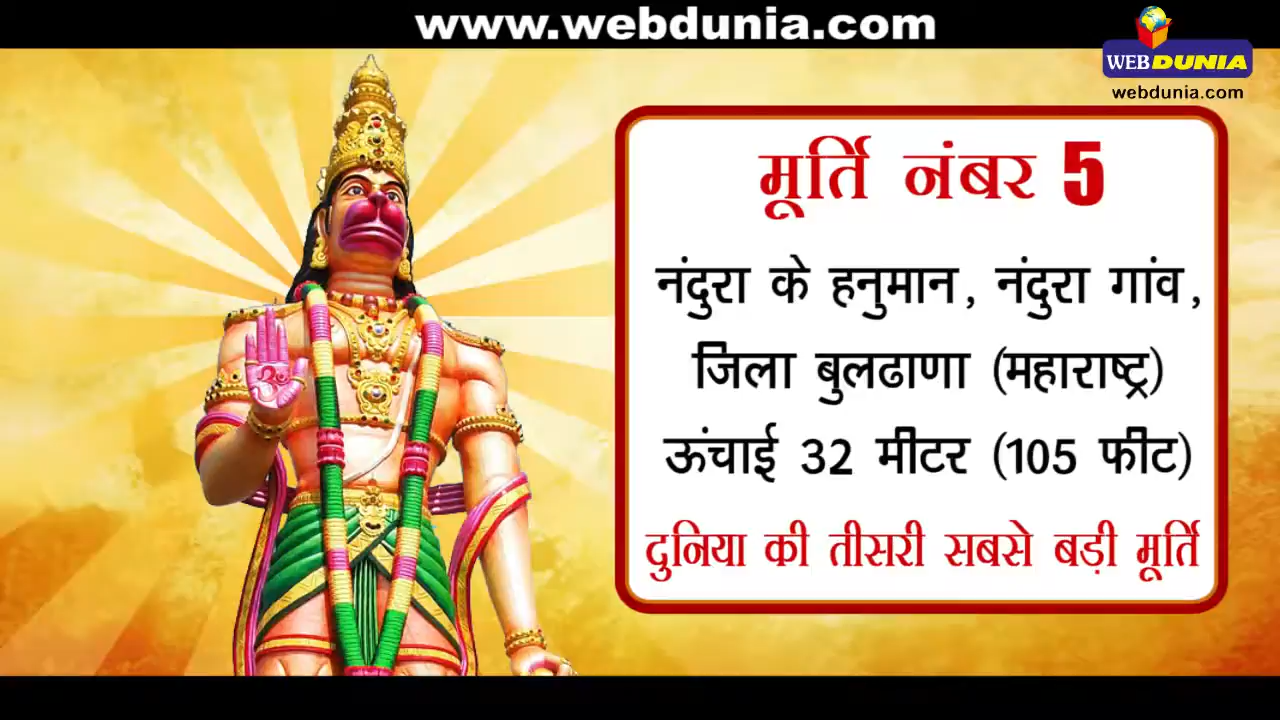 www.webdunia.com
WEBDUNIA
webdunia.com
मूर्ति नंबर 5
नंदुरा के हनुमान, नंदुरा गांव,
जिला बुलढाणा (महाराष्ट्र)
ऊंचाई 32 मीटर (105 फीट)
दुनिया की तीसरी सबसे बड़ी मूर्ति
ॐ